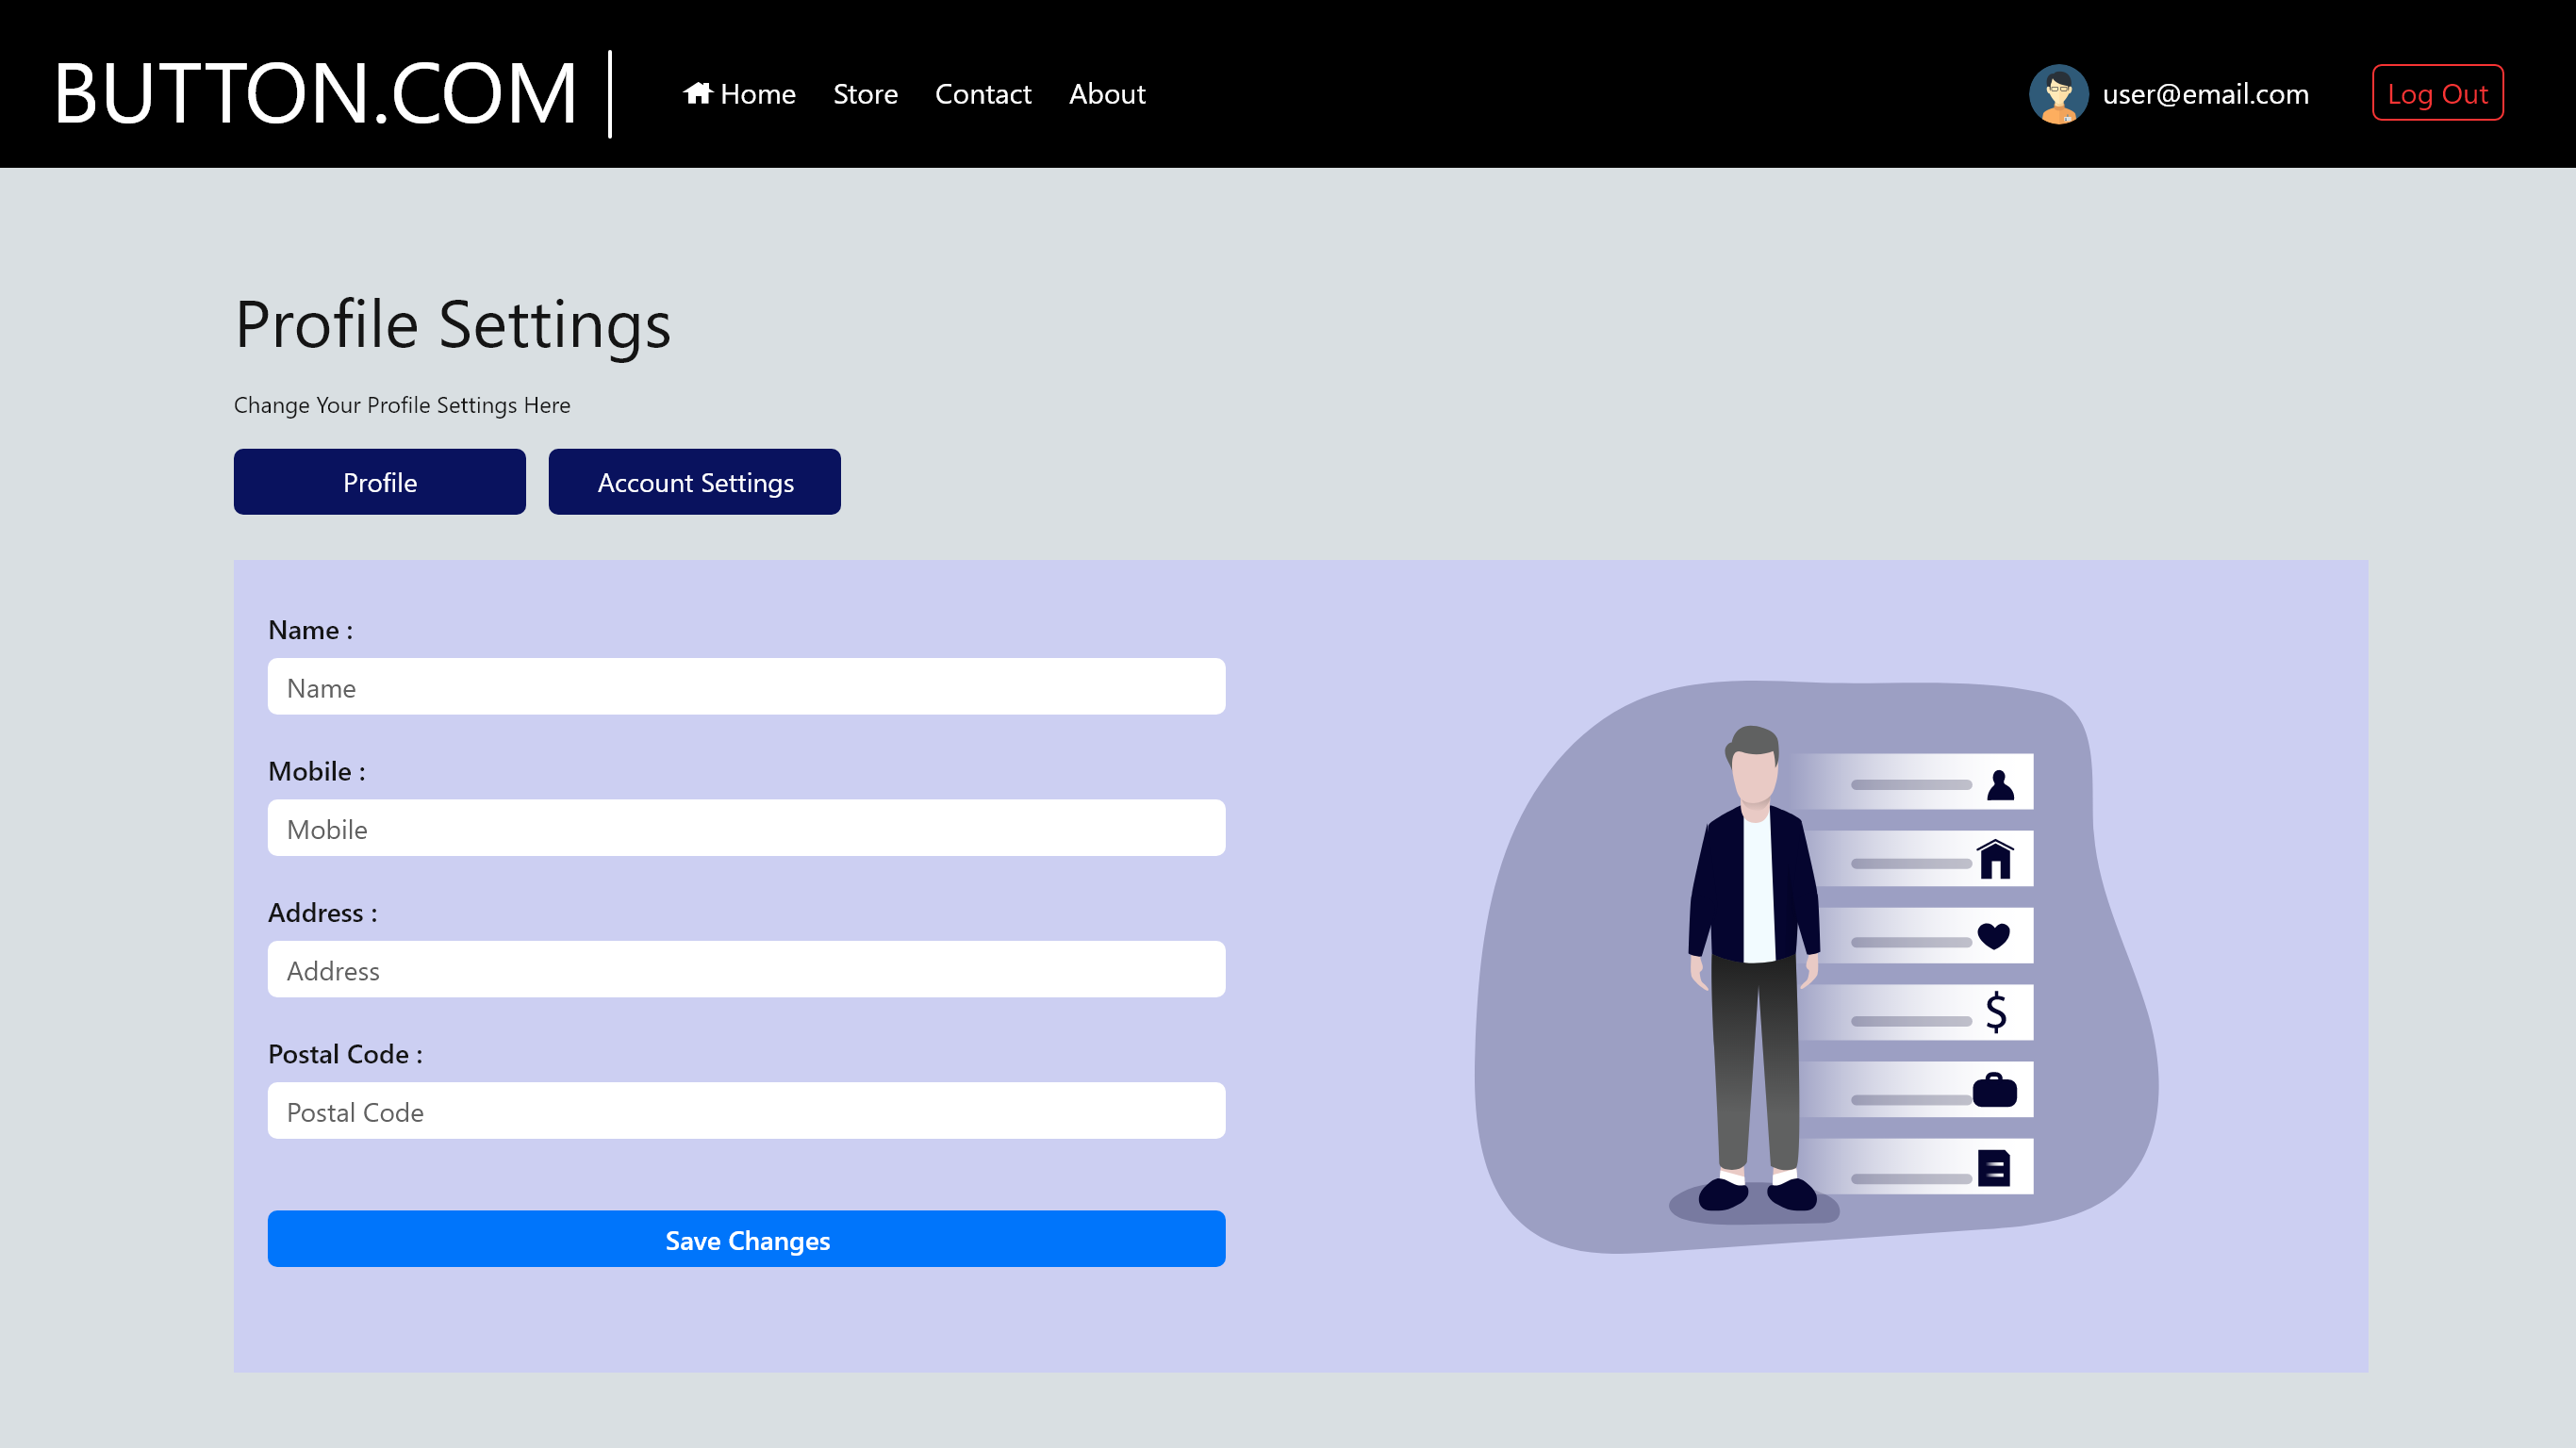 BUTTON.COM
Home Store Contact About
user@email.com
Log Out
Profile Settings
Change Your Profile Settings Here
Profile
Account Settings
Name :
Name
Mobile :
Mobile
Address :
Address
Postal Code :
Postal Code
Save Changes
$